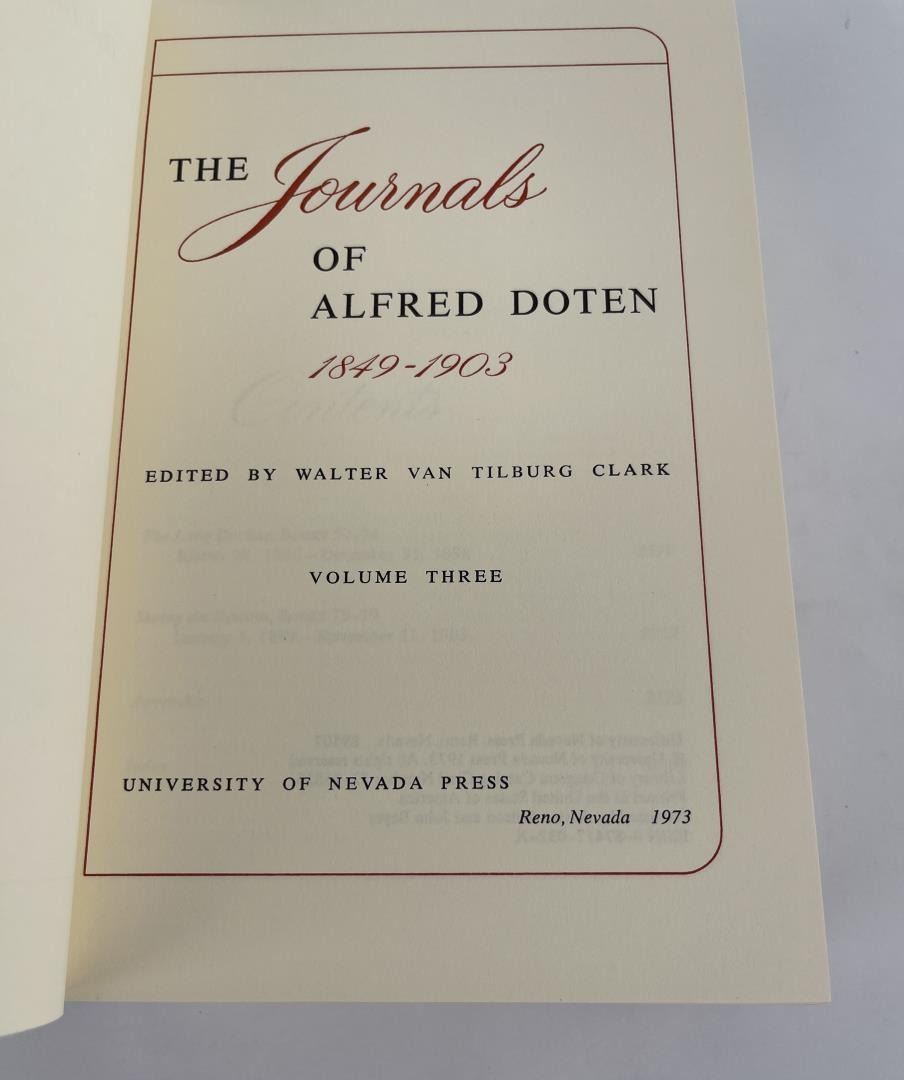 THE Journals
OF
ALFRED DOTEN
1849-1903
EDITED BY WALTER VAN TILBURG CLARK
VOLUME THREE
UNIVERSITY OF NEVADA PRESS
Reno, Nevada 1973